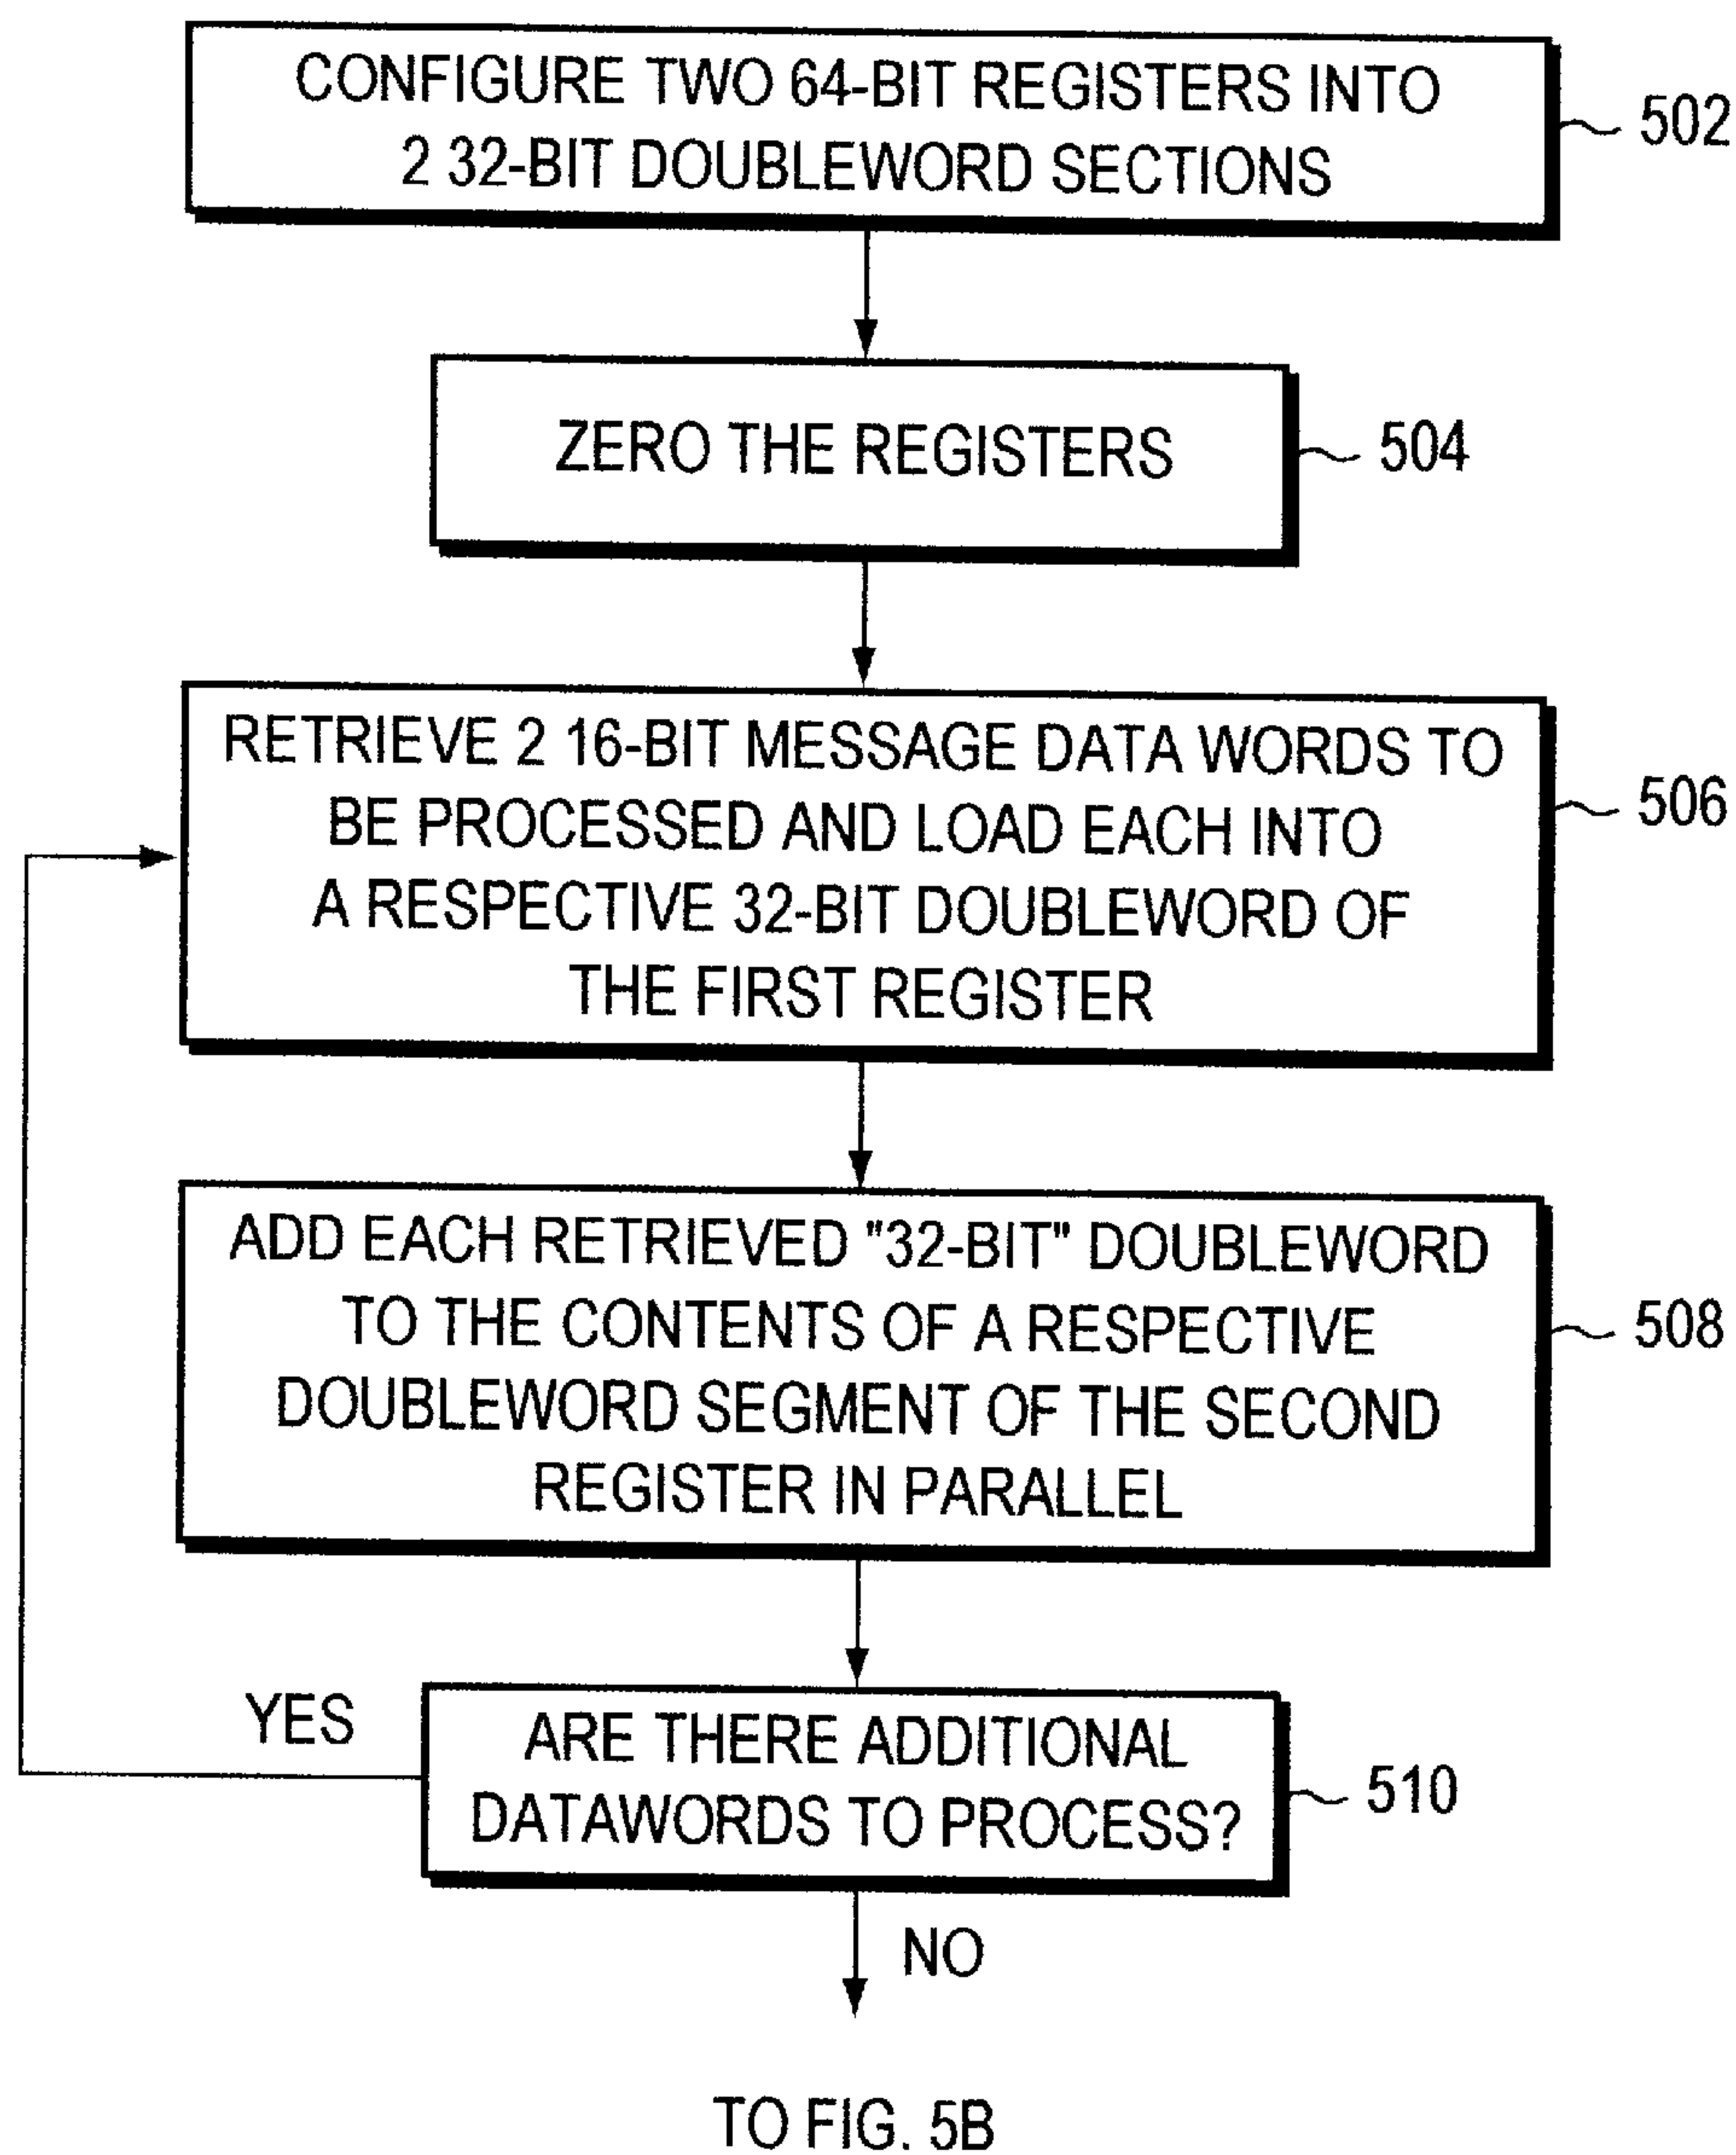 CONFIGURE TWO 64-BIT REGISTERS INTO
2 32-BIT DOUBLEWORD SECTIONS
502
ZERO THE REGISTERS
504
RETRIEVE 2 16-BIT MESSAGE DATA WORDS TO
BE PROCESSED AND LOAD EACH INTO
A RESPECTIVE 32-BIT DOUBLEWORD OF
THE FIRST REGISTER
506
ADD EACH RETRIEVED "32-BIT" DOUBLEWORD
TO THE CONTENTS OF A RESPECTIVE
DOUBLEWORD SEGMENT OF THE SECOND
REGISTER IN PARALLEL
508
YES
ARE THERE ADDITIONAL
DATAWORDS TO PROCESS?
510
NO
TO FIG. 5B